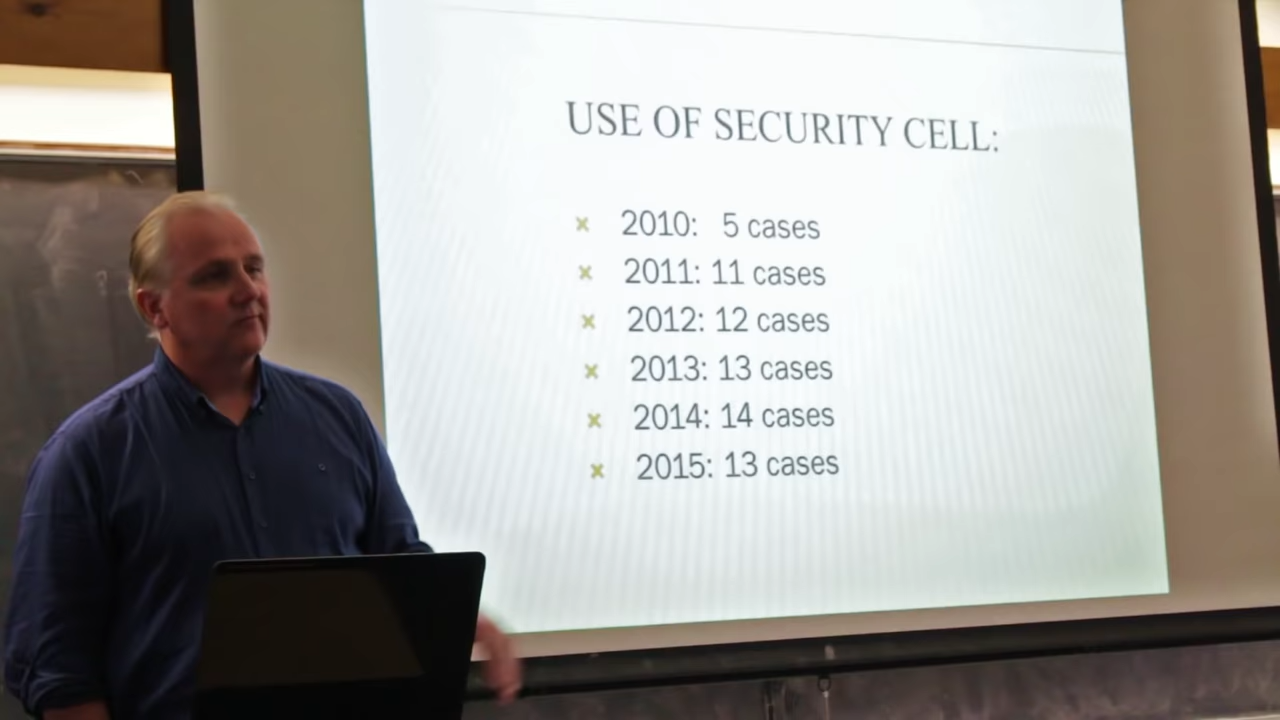 USE OF SECURITY CELL:
2010: 5 cases
2011: 11 cases
2012: 12 cases
2013: 13 cases
2014: 14 cases
2015: 13 cases